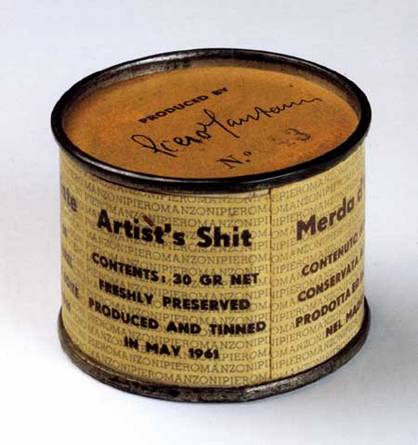 PRODUCED BY
Piero Manzoni
N.º 3
Artist's Shit
CONTENTS: 30 GR NET
FRESHLY PRESERVED
PRODUCED AND TINNED
IN MAY 1961
Merda d
CONTENUTO
CONSERVATA
PRODOTTA ED
NEL MAG
PIEROMANZONIPIEROMANZONIPIEROMANZONI